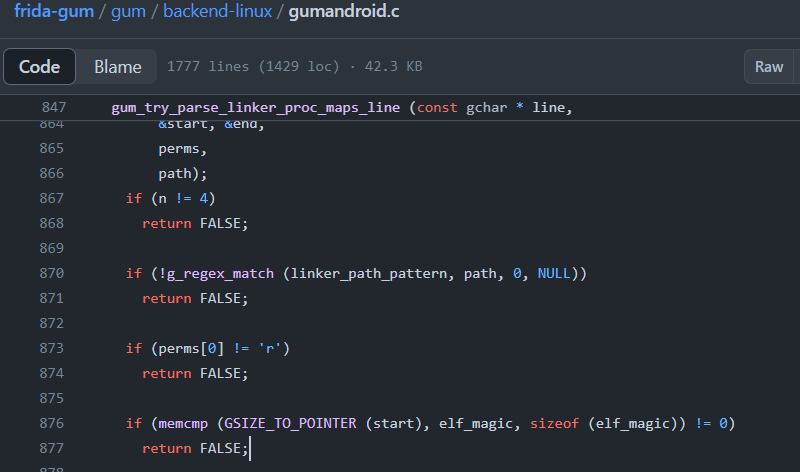 frida-gum / gum / backend-linux / gumandroid.c
Code Blame 1777 lines (1429 loc) · 42.3 KB Raw
847 gum_try_parse_linker_proc_maps_line (const gchar * line,
864 &start, &end,
865 perms,
866 path);
867 if (n != 4)
868 return FALSE;
869
870 if (!g_regex_match (linker_path_pattern, path, 0, NULL))
871 return FALSE;
872
873 if (perms[0] != 'r')
874 return FALSE;
875
876 if (memcmp (GSIZE_TO_POINTER (start), elf_magic, sizeof (elf_magic)) != 0)
877 return FALSE;
878